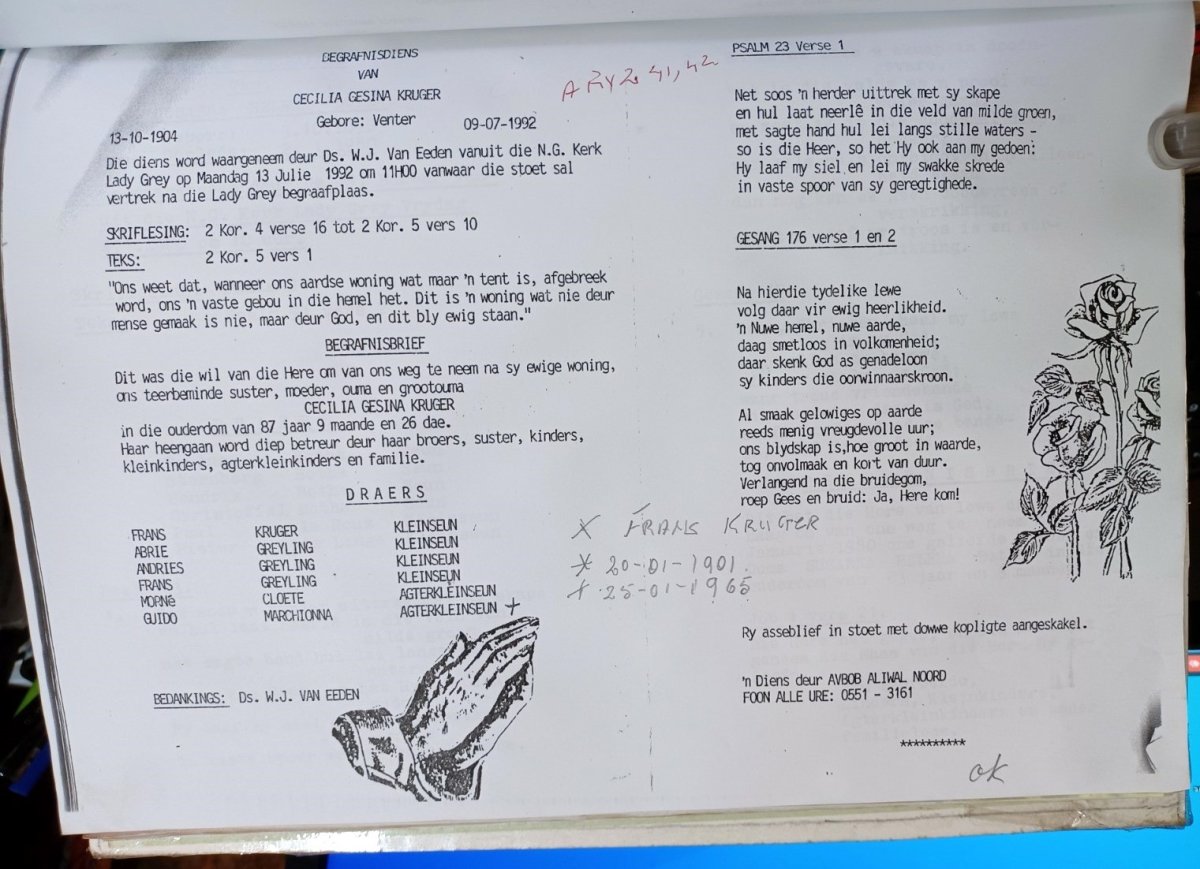 BEGRAFNISDIENS
VAN
CECILIA GESINA KRUGER
Gebore: Venter
13-10-1904
09-07-1992
Die diens word waargeneem deur Ds. W.J. Van Eeden vanuit die N.G. Kerk
Lady Grey op Maandag 13 Julie 1992 om 11H00 vanwaar die stoet sal
vertrek na die Lady Grey begraafplaas.
SKRIFLESING: 2 Kor. 4 verse 16 tot 2 Kor. 5 vers 10
TEKS: 2 Kor. 5 vers 1
"Ons weet dat, wanneer ons aardse woning wat maar 'n tent is, afgebreek
word, ons 'n vaste gebou in die hemel het. Dit is 'n woning wat nie deur
mense gemaak is nie, maar deur God, en dit bly ewig staan."
BEGRAFNISBRIEF
Dit was die wil van die Here om van ons weg te neem na sy ewige woning,
ons teerbeminde suster, moeder, ouma en grootouma
CECILIA GESINA KRUGER
in die ouderdom van 87 jaar 9 maande en 26 dae.
Haar heengaan word diep betreur deur haar broers, suster, kinders,
kleinkinders, agterkleinkinders en familie.
DRAERS
FRANS KRUGER KLEINSEUN
ABRIE GREYLING KLEINSEUN
ANDRIES GREYLING KLEINSEUN
FRANS GREYLING KLEINSEUN
MORNé CLOETE AGTERKLEINSEUN
GUIDO MARCHIONNA AGTERKLEINSEUN +
BEDANKINGS: Ds. W.J. VAN EEDEN
X FRANS KRUGER
* 20-01-1901
+ 25-01-1965
PSALM 23 Verse 1
Net soos 'n herder uittrek met sy skape
en hul laat neerlê in die veld van milde groen,
met sagte hand hul lei langs stille waters -
so is die Heer, so het Hy ook aan my gedoen:
Hy laaf my siel en lei my swakke skrede
in vaste spoor van sy geregtighede.
GESANG 176 verse 1 en 2
Na hierdie tydelike lewe
volg daar vir ewig heerlikheid.
'n Nuwe hemel, nuwe aarde,
daag smetloos in volkomenheid;
daar skenk God as genadeloon
sy kinders die oorwinnaarskroon.
Al smaak gelowiges op aarde
reeds menig vreugdevolle uur;
ons blydskap is,hoe groot in waarde,
tog onvolmaak en kort van duur.
Verlangend na die bruidegom,
roep Gees en bruid: Ja, Here kom!
Ry asseblief in stoet met dowwe kopligte aangeskakel.
'n Diens deur AVBOB ALIWAL NOORD
FOON ALLE URE: 0551 - 3161
**********
ok